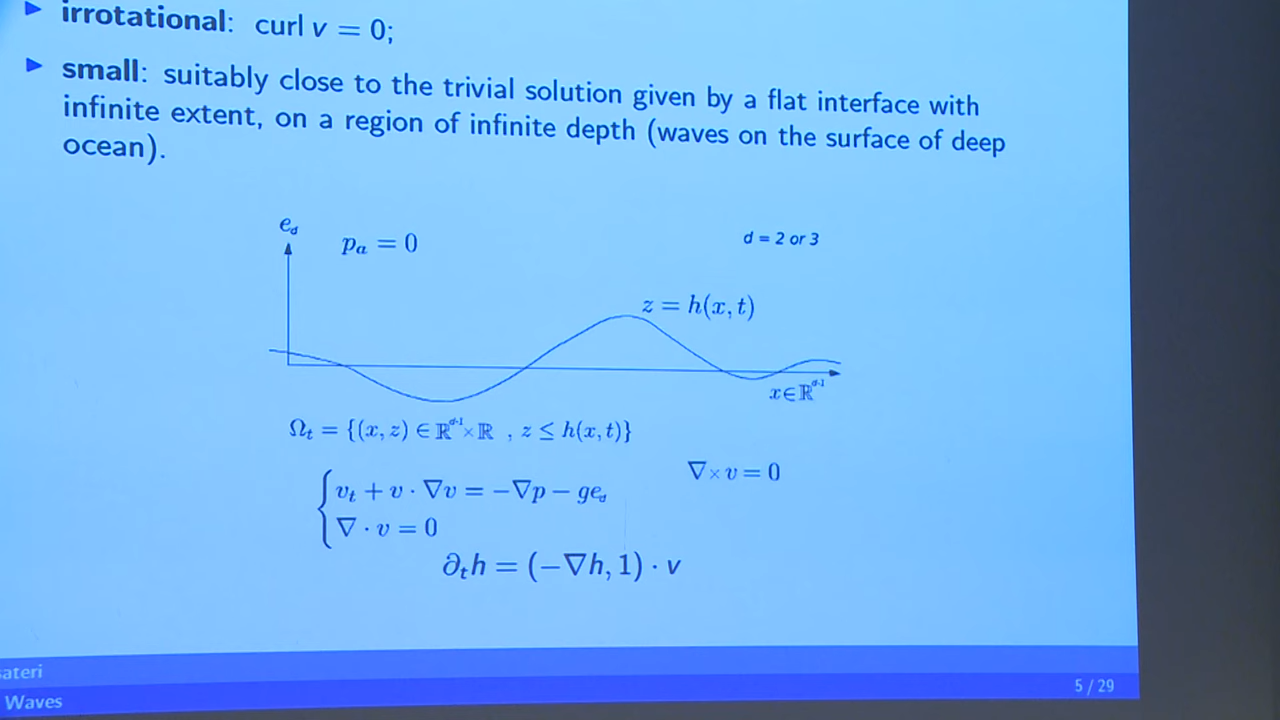 ▶ irrotational: curl v = 0;
▶ small: suitably close to the trivial solution given by a flat interface with
infinite extent, on a region of infinite depth (waves on the surface of deep
ocean).
e_d
p_a = 0
d = 2 or 3
z = h(x, t)
x ∈ ℝ^{d-1}
Ω_t = {(x, z) ∈ ℝ^{d-1} × ℝ , z ≤ h(x, t)}
∇ × v = 0
v_t + v · ∇v = −∇p − ge_d
∇ · v = 0
∂_t h = (−∇h, 1) · v
ateri
Waves
5 / 29